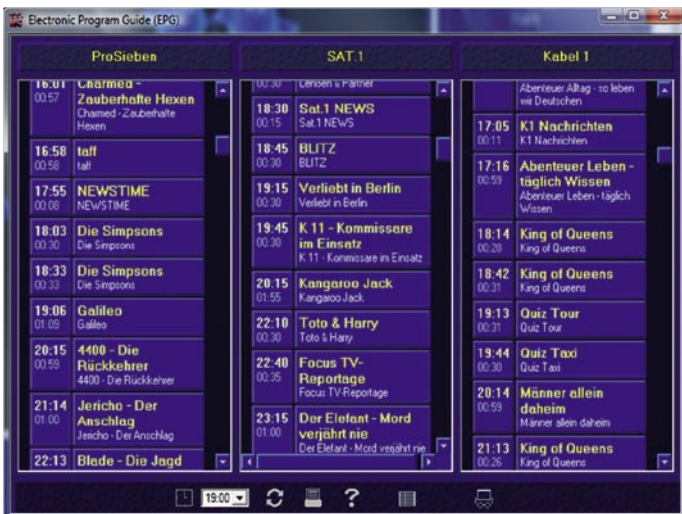 Electronic Program Guide (EPG)
ProSieben
16:01 Charmed -
00:57 Zauberhafte Hexen
Charmed - Zauberhafte
Hexen
16:58 taff
00:58 taff
17:55 NEWSTIME
00:08 NEWSTIME
18:03 Die Simpsons
00:30 Die Simpsons
18:33 Die Simpsons
00:33 Die Simpsons
19:06 Galileo
01:09 Galileo
20:15 4400 - Die
00:59 Rückkehrer
4400 - Die Rückkehrer
21:14 Jericho - Der
01:00 Anschlag
Jericho - Der Anschlag
22:13 Blade - Die Jagd
SAT.1
00:30 Lenßen & Partner
18:30 Sat.1 NEWS
00:15 Sat.1 NEWS
18:45 BLITZ
00:30 BLITZ
19:15 Verliebt in Berlin
00:30 Verliebt in Berlin
19:45 K 11 - Kommissare
00:30 im Einsatz
K 11 - Kommissare im Einsatz
20:15 Kangaroo Jack
01:55 Kangaroo Jack
22:10 Toto & Harry
00:30 Toto & Harry
22:40 Focus TV-
00:35 Reportage
Focus TV-Reportage
23:15 Der Elefant - Mord
01:00 verjährt nie
Der Elefant - Mord verjährt nie
Kabel 1
Abenteuer Alltag - so leben
wir Deutschen
17:05 K1 Nachrichten
00:11 K1 Nachrichten
17:16 Abenteuer Leben -
00:59 täglich Wissen
Abenteuer Leben - täglich
Wissen
18:14 King of Queens
00:28 King of Queens
18:42 King of Queens
00:31 King of Queens
19:13 Quiz Tour
00:31 Quiz Tour
19:44 Quiz Taxi
00:30 Quiz Taxi
20:14 Männer allein
00:59 daheim
Männer allein daheim
21:13 King of Queens
00:26 King of Queens
19:00
?